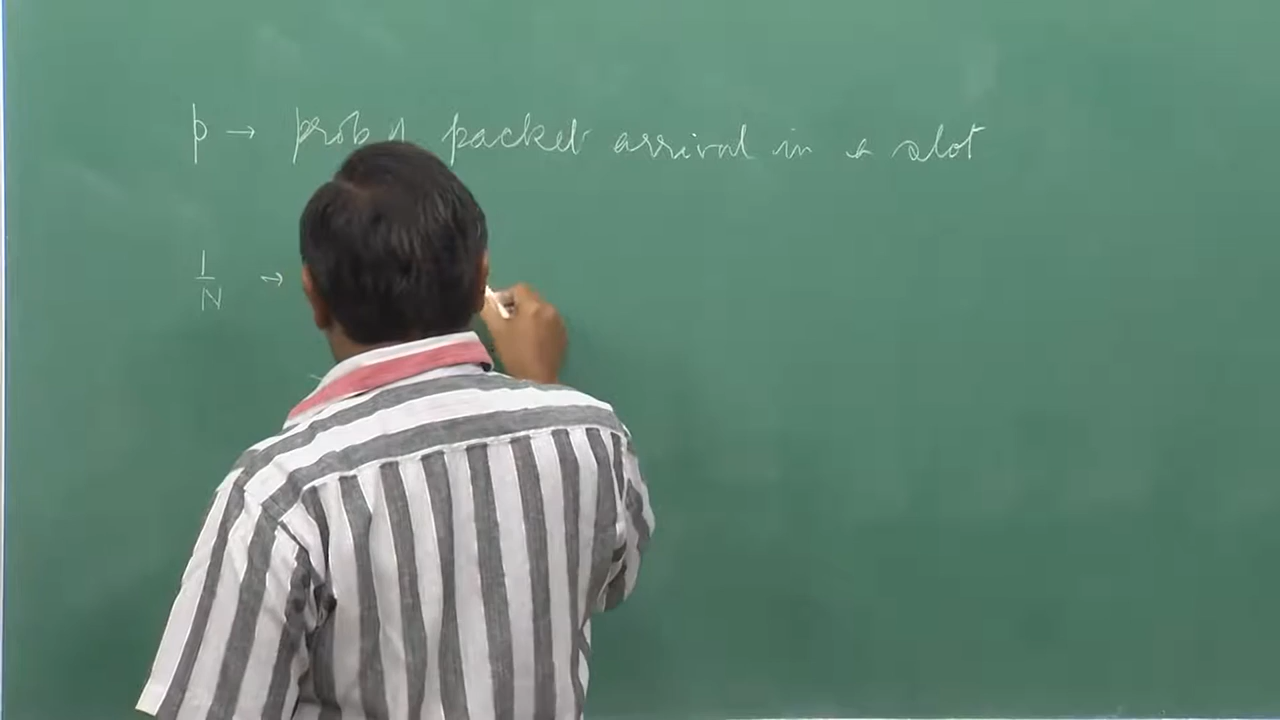 p → prob of packet arrival in a slot
1/N →